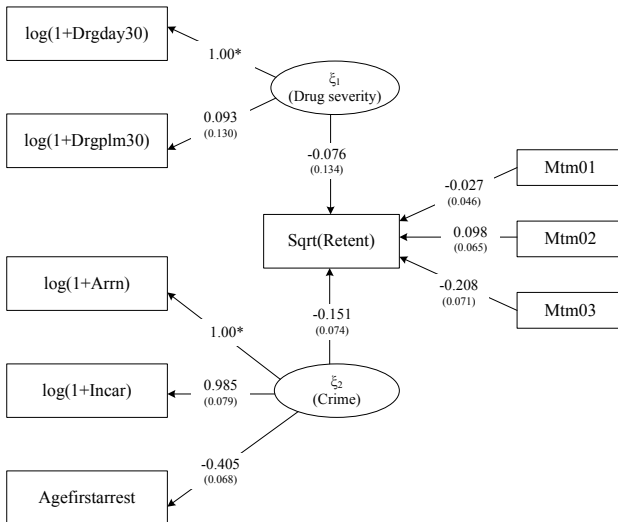 log(1+Drgday30)
1.00*
ξ1
(Drug severity)
log(1+Drgplm30)
0.093
(0.130)
-0.076
(0.134)
Mtm01
-0.027
(0.046)
Sqrt(Retent)
0.098
(0.065)
Mtm02
log(1+Arrn)
-0.208
(0.071)
Mtm03
-0.151
(0.074)
1.00*
log(1+Incar)
0.985
(0.079)
ξ2
(Crime)
-0.405
(0.068)
Agefirstarrest